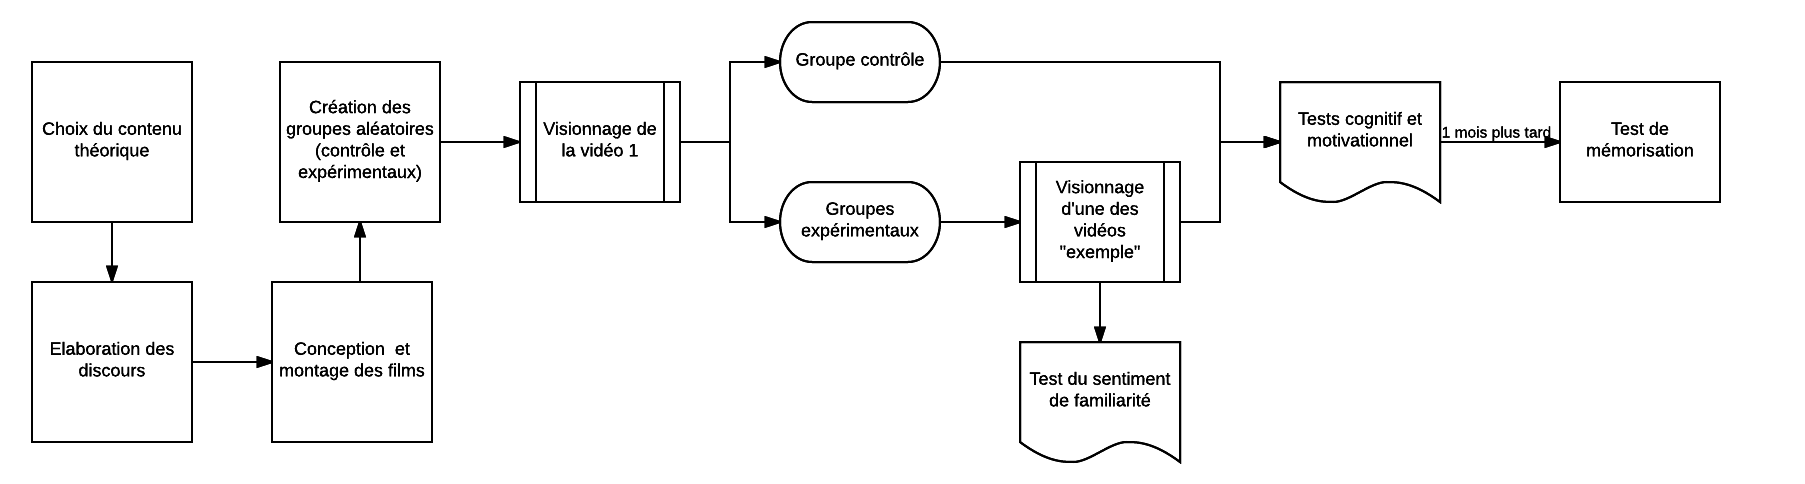 Choix du contenu
théorique
Elaboration des
discours
Conception  et
montage des films
Création des
groupes aléatoires
(contrôle et
expérimentaux)
Visionnage de
la vidéo 1
Groupe contrôle
Groupes
expérimentaux
Visionnage
d'une des
vidéos
"exemple"
Test du sentiment
de familiarité
Tests cognitif et
motivationnel
1 mois plus tard
Test de
mémorisation